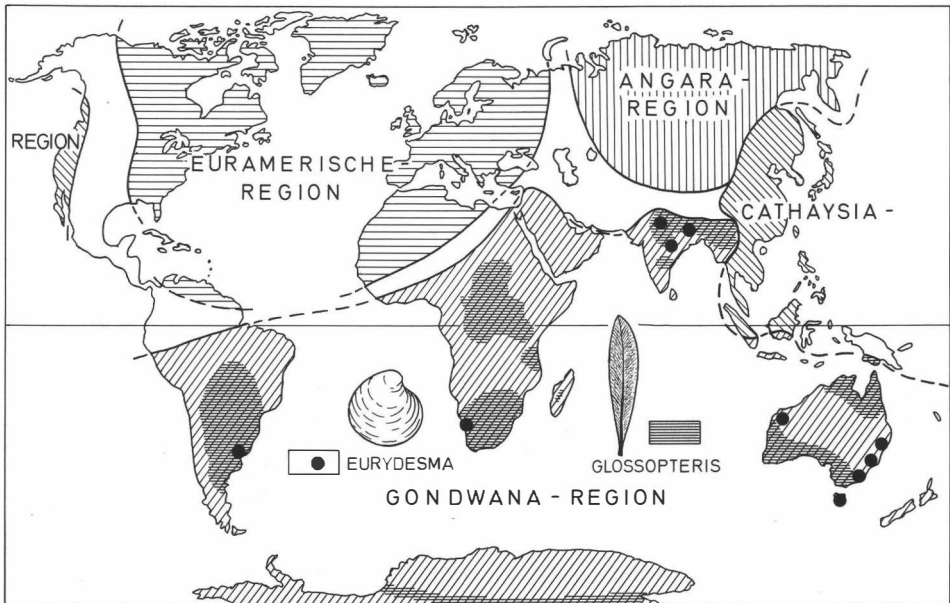 ANGARA-
REGION
REGION
EURAMERISCHE
REGION
CATHAYSIA-
EURYDESMA
GLOSSOPTERIS
GONDWANA-REGION